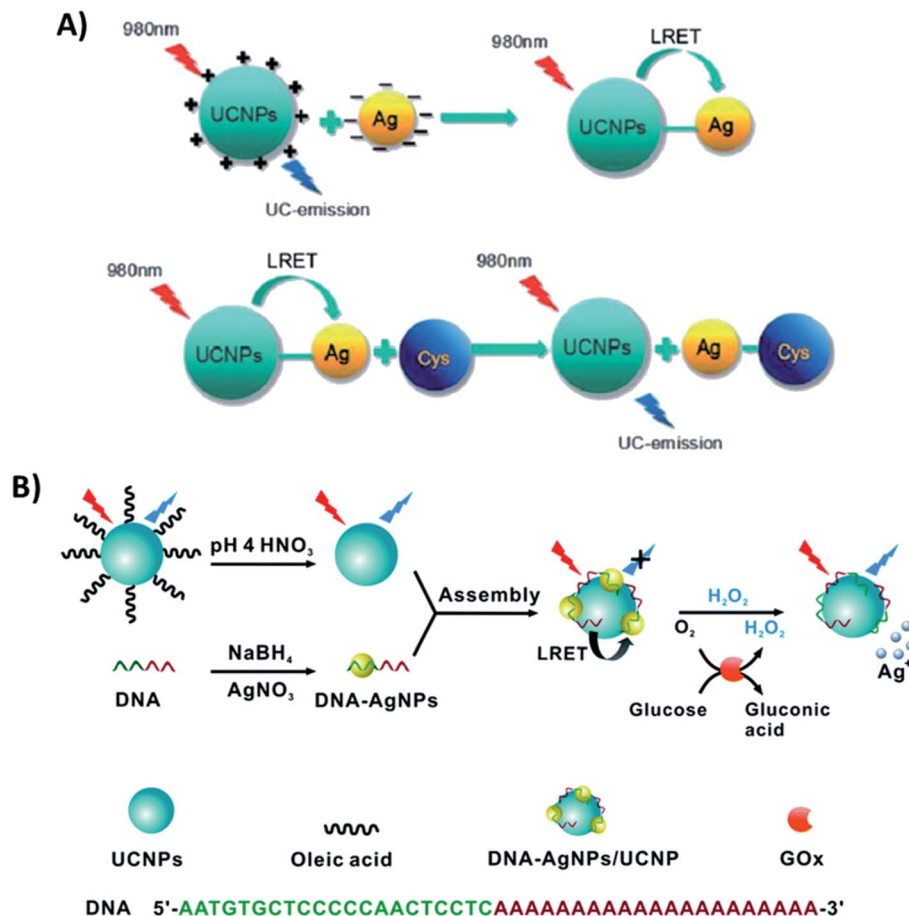 A)
980nm
UCNPs
Ag
UC-emission
980nm
LRET
UCNPs
Ag
980nm
LRET
UCNPs
Ag
Cys
980nm
UCNPs
Ag
Cys
UC-emission
B)
pH 4 HNO₃
DNA
NaBH₄
AgNO₃
DNA-AgNPs
Assembly
LRET
H₂O₂
O₂
H₂O₂
Glucose
Gluconic
acid
Ag⁺
UCNPs
Oleic acid
DNA-AgNPs/UCNP
GOx
DNA 5'-AATGTGCTCCCCCAACTCCTCAAAAAAAAAAAAAAAAAAAA-3'